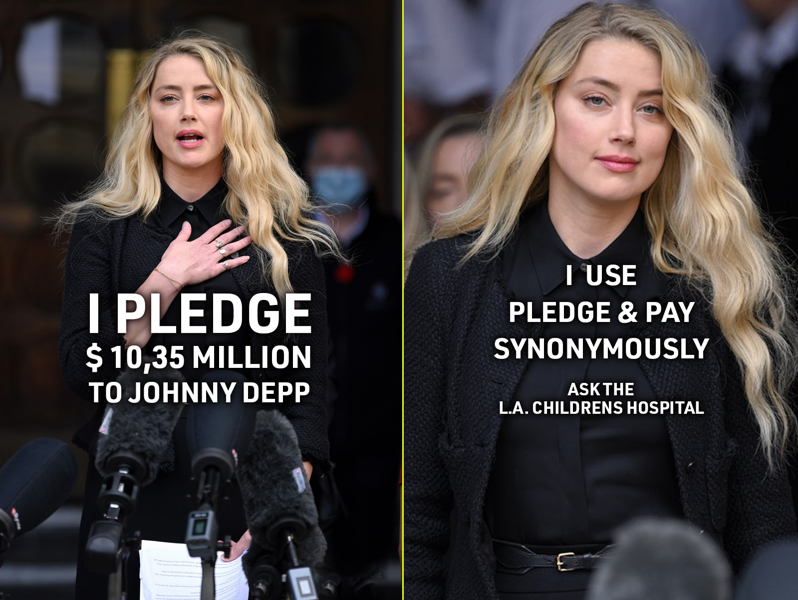 I PLEDGE
$ 10,35 MILLION
TO JOHNNY DEPP
I USE
PLEDGE & PAY
SYNONYMOUSLY
ASK THE
L.A. CHILDRENS HOSPITAL